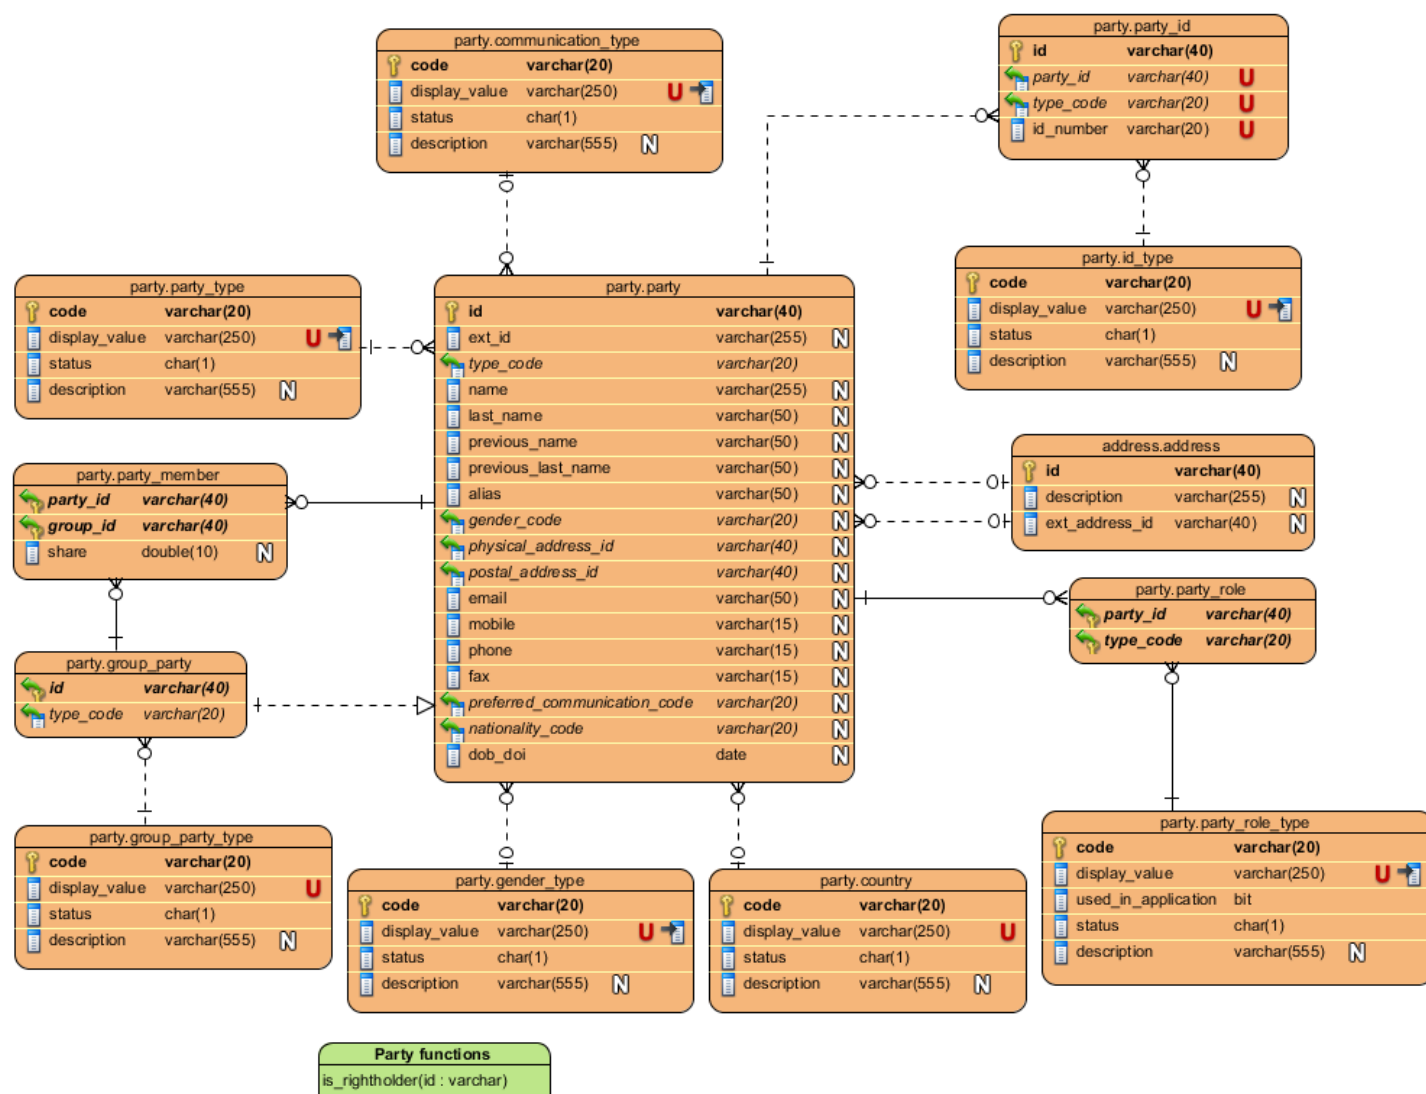 party.communication_type
code varchar(20)
display_value varchar(250) U
status char(1)
description varchar(555) N
party.party_id
id varchar(40)
party_id varchar(40) U
type_code varchar(20) U
id_number varchar(20) U
party.id_type
code varchar(20)
display_value varchar(250) U
status char(1)
description varchar(555) N
party.party_type
code varchar(20)
display_value varchar(250) U
status char(1)
description varchar(555) N
party.party
id varchar(40)
ext_id varchar(255) N
type_code varchar(20)
name varchar(255) N
last_name varchar(50) N
previous_name varchar(50) N
previous_last_name varchar(50) N
alias varchar(50) N
gender_code varchar(20) N
physical_address_id varchar(40) N
postal_address_id varchar(40) N
email varchar(50) N
mobile varchar(15) N
phone varchar(15) N
fax varchar(15) N
preferred_communication_code varchar(20) N
nationality_code varchar(20) N
dob_doi date N
address.address
id varchar(40)
description varchar(255) N
ext_address_id varchar(40) N
party.party_member
party_id varchar(40)
group_id varchar(40)
share double(10) N
party.party_role
party_id varchar(40)
type_code varchar(20)
party.group_party
id varchar(40)
type_code varchar(20)
party.group_party_type
code varchar(20)
display_value varchar(250) U
status char(1)
description varchar(555) N
party.gender_type
code varchar(20)
display_value varchar(250) U
status char(1)
description varchar(555) N
party.country
code varchar(20)
display_value varchar(250) U
status char(1)
description varchar(555) N
party.party_role_type
code varchar(20)
display_value varchar(250) U
used_in_application bit
status char(1)
description varchar(555) N
Party functions
is_rightholder(id : varchar)